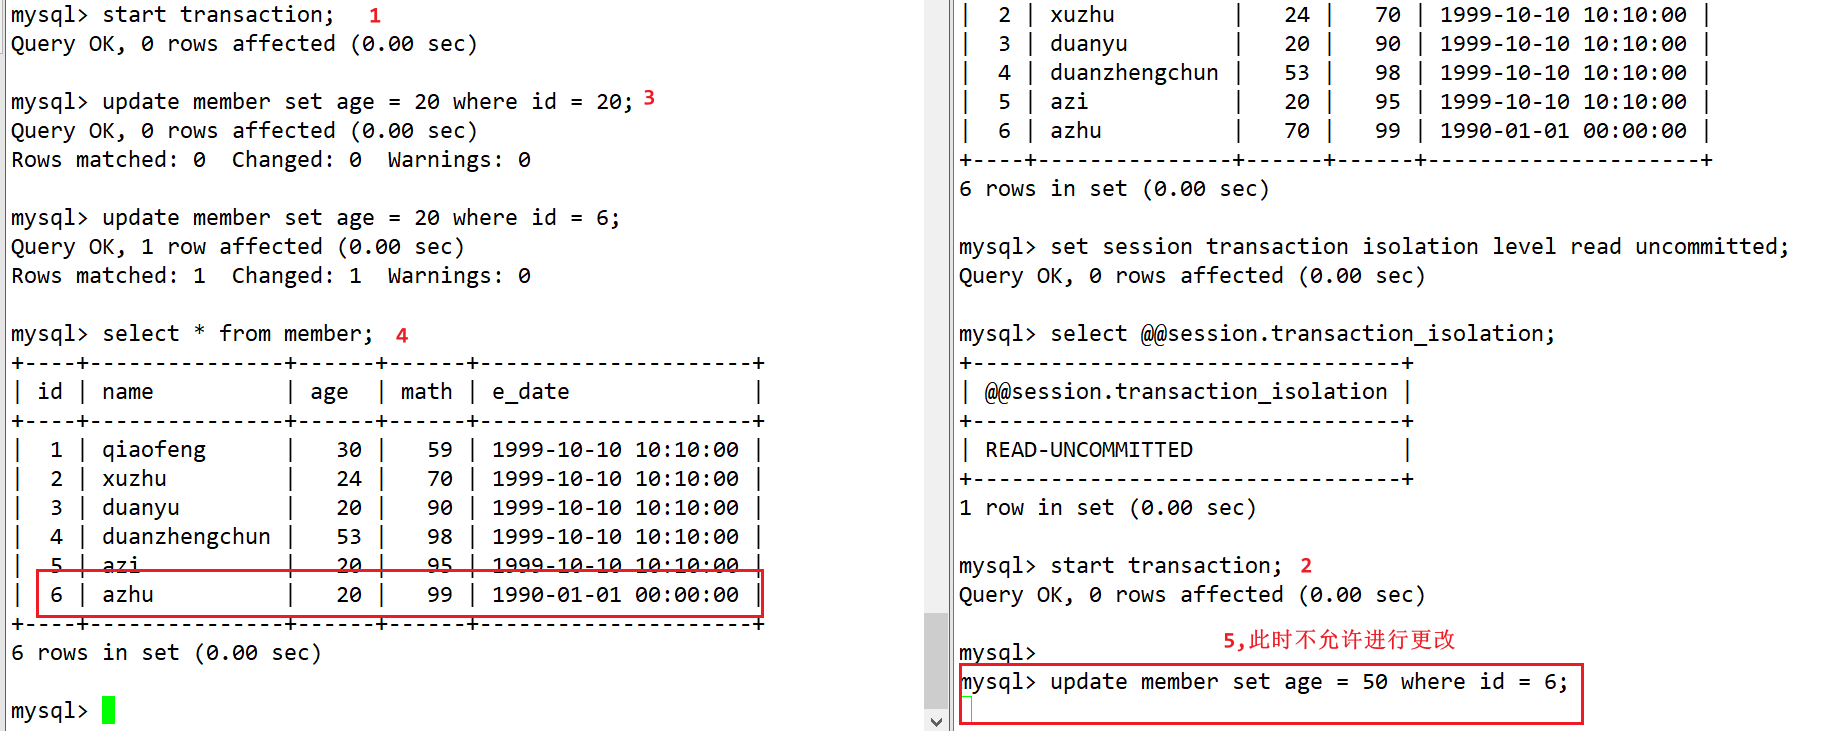 mysql> start transaction; 1
Query OK, 0 rows affected (0.00 sec)
mysql> update member set age = 20 where id = 20; 3
Query OK, 0 rows affected (0.00 sec)
Rows matched: 0  Changed: 0  Warnings: 0
mysql> update member set age = 20 where id = 6;
Query OK, 1 row affected (0.00 sec)
Rows matched: 1  Changed: 1  Warnings: 0
mysql> select * from member; 4
+----+---------------+------+------+---------------------+
| id | name          | age  | math | e_date              |
+----+---------------+------+------+---------------------+
|  1 | qiaofeng      |   30 |   59 | 1999-10-10 10:10:00 |
|  2 | xuzhu         |   24 |   70 | 1999-10-10 10:10:00 |
|  3 | duanyu        |   20 |   90 | 1999-10-10 10:10:00 |
|  4 | duanzhengchun |   53 |   98 | 1999-10-10 10:10:00 |
|  5 | azi           |   20 |   95 | 1999-10-10 10:10:00 |
|  6 | azhu          |   20 |   99 | 1990-01-01 00:00:00 |
+----+---------------+------+------+---------------------+
6 rows in set (0.00 sec)
mysql>
|  2 | xuzhu         |   24 |   70 | 1999-10-10 10:10:00 |
|  3 | duanyu        |   20 |   90 | 1999-10-10 10:10:00 |
|  4 | duanzhengchun |   53 |   98 | 1999-10-10 10:10:00 |
|  5 | azi           |   20 |   95 | 1999-10-10 10:10:00 |
|  6 | azhu          |   70 |   99 | 1990-01-01 00:00:00 |
+----+---------------+------+------+---------------------+
6 rows in set (0.00 sec)
mysql> set session transaction isolation level read uncommitted;
Query OK, 0 rows affected (0.00 sec)
mysql> select @@session.transaction_isolation;
+---------------------------------+
| @@session.transaction_isolation |
+---------------------------------+
| READ-UNCOMMITTED                |
+---------------------------------+
1 row in set (0.00 sec)
mysql> start transaction; 2
Query OK, 0 rows affected (0.00 sec)
5,此时不允许进行更改
mysql>
mysql> update member set age = 50 where id = 6;